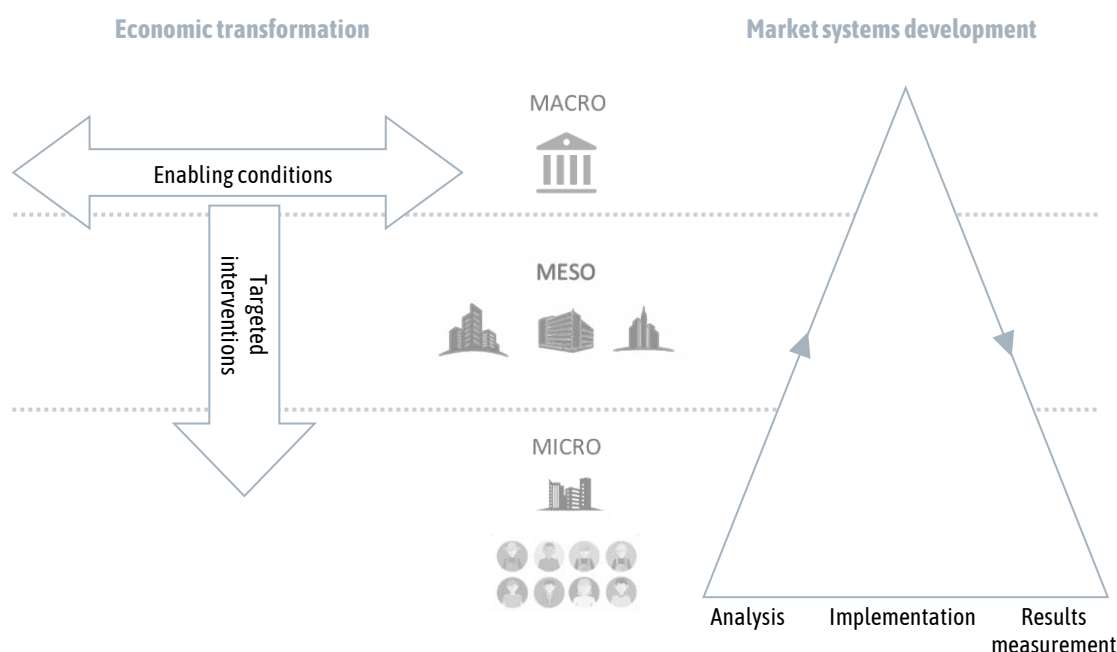 Economic transformation
Market systems development
MACRO
Enabling conditions
MESO
Targeted
interventions
MICRO
Analysis
Implementation
Results
measurement